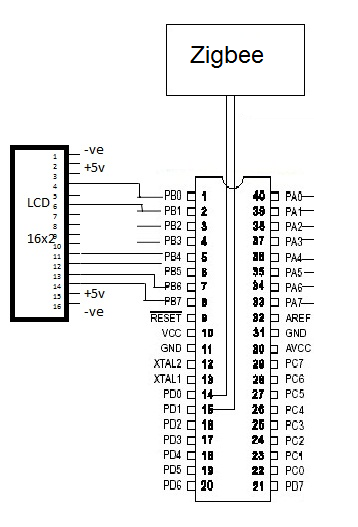 Zigbee
-ve
+5v
LCD
16x2
+5v
-ve
1
2
3
4
5
6
7
8
9
10
11
12
13
14
15
16
PB0 1 40 PA0
PB1 2 39 PA1
PB2 3 38 PA2
PB3 4 37 PA3
PB4 5 36 PA4
PB5 6 35 PA5
PB6 7 34 PA6
PB7 8 33 PA7
RESET 9 32 AREF
VCC 10 31 GND
GND 11 30 AVCC
XTAL2 12 29 PC7
XTAL1 13 28 PC6
PD0 14 27 PC5
PD1 15 26 PC4
PD2 16 25 PC3
PD3 17 24 PC2
PD4 18 23 PC1
PD5 19 22 PC0
PD6 20 21 PD7